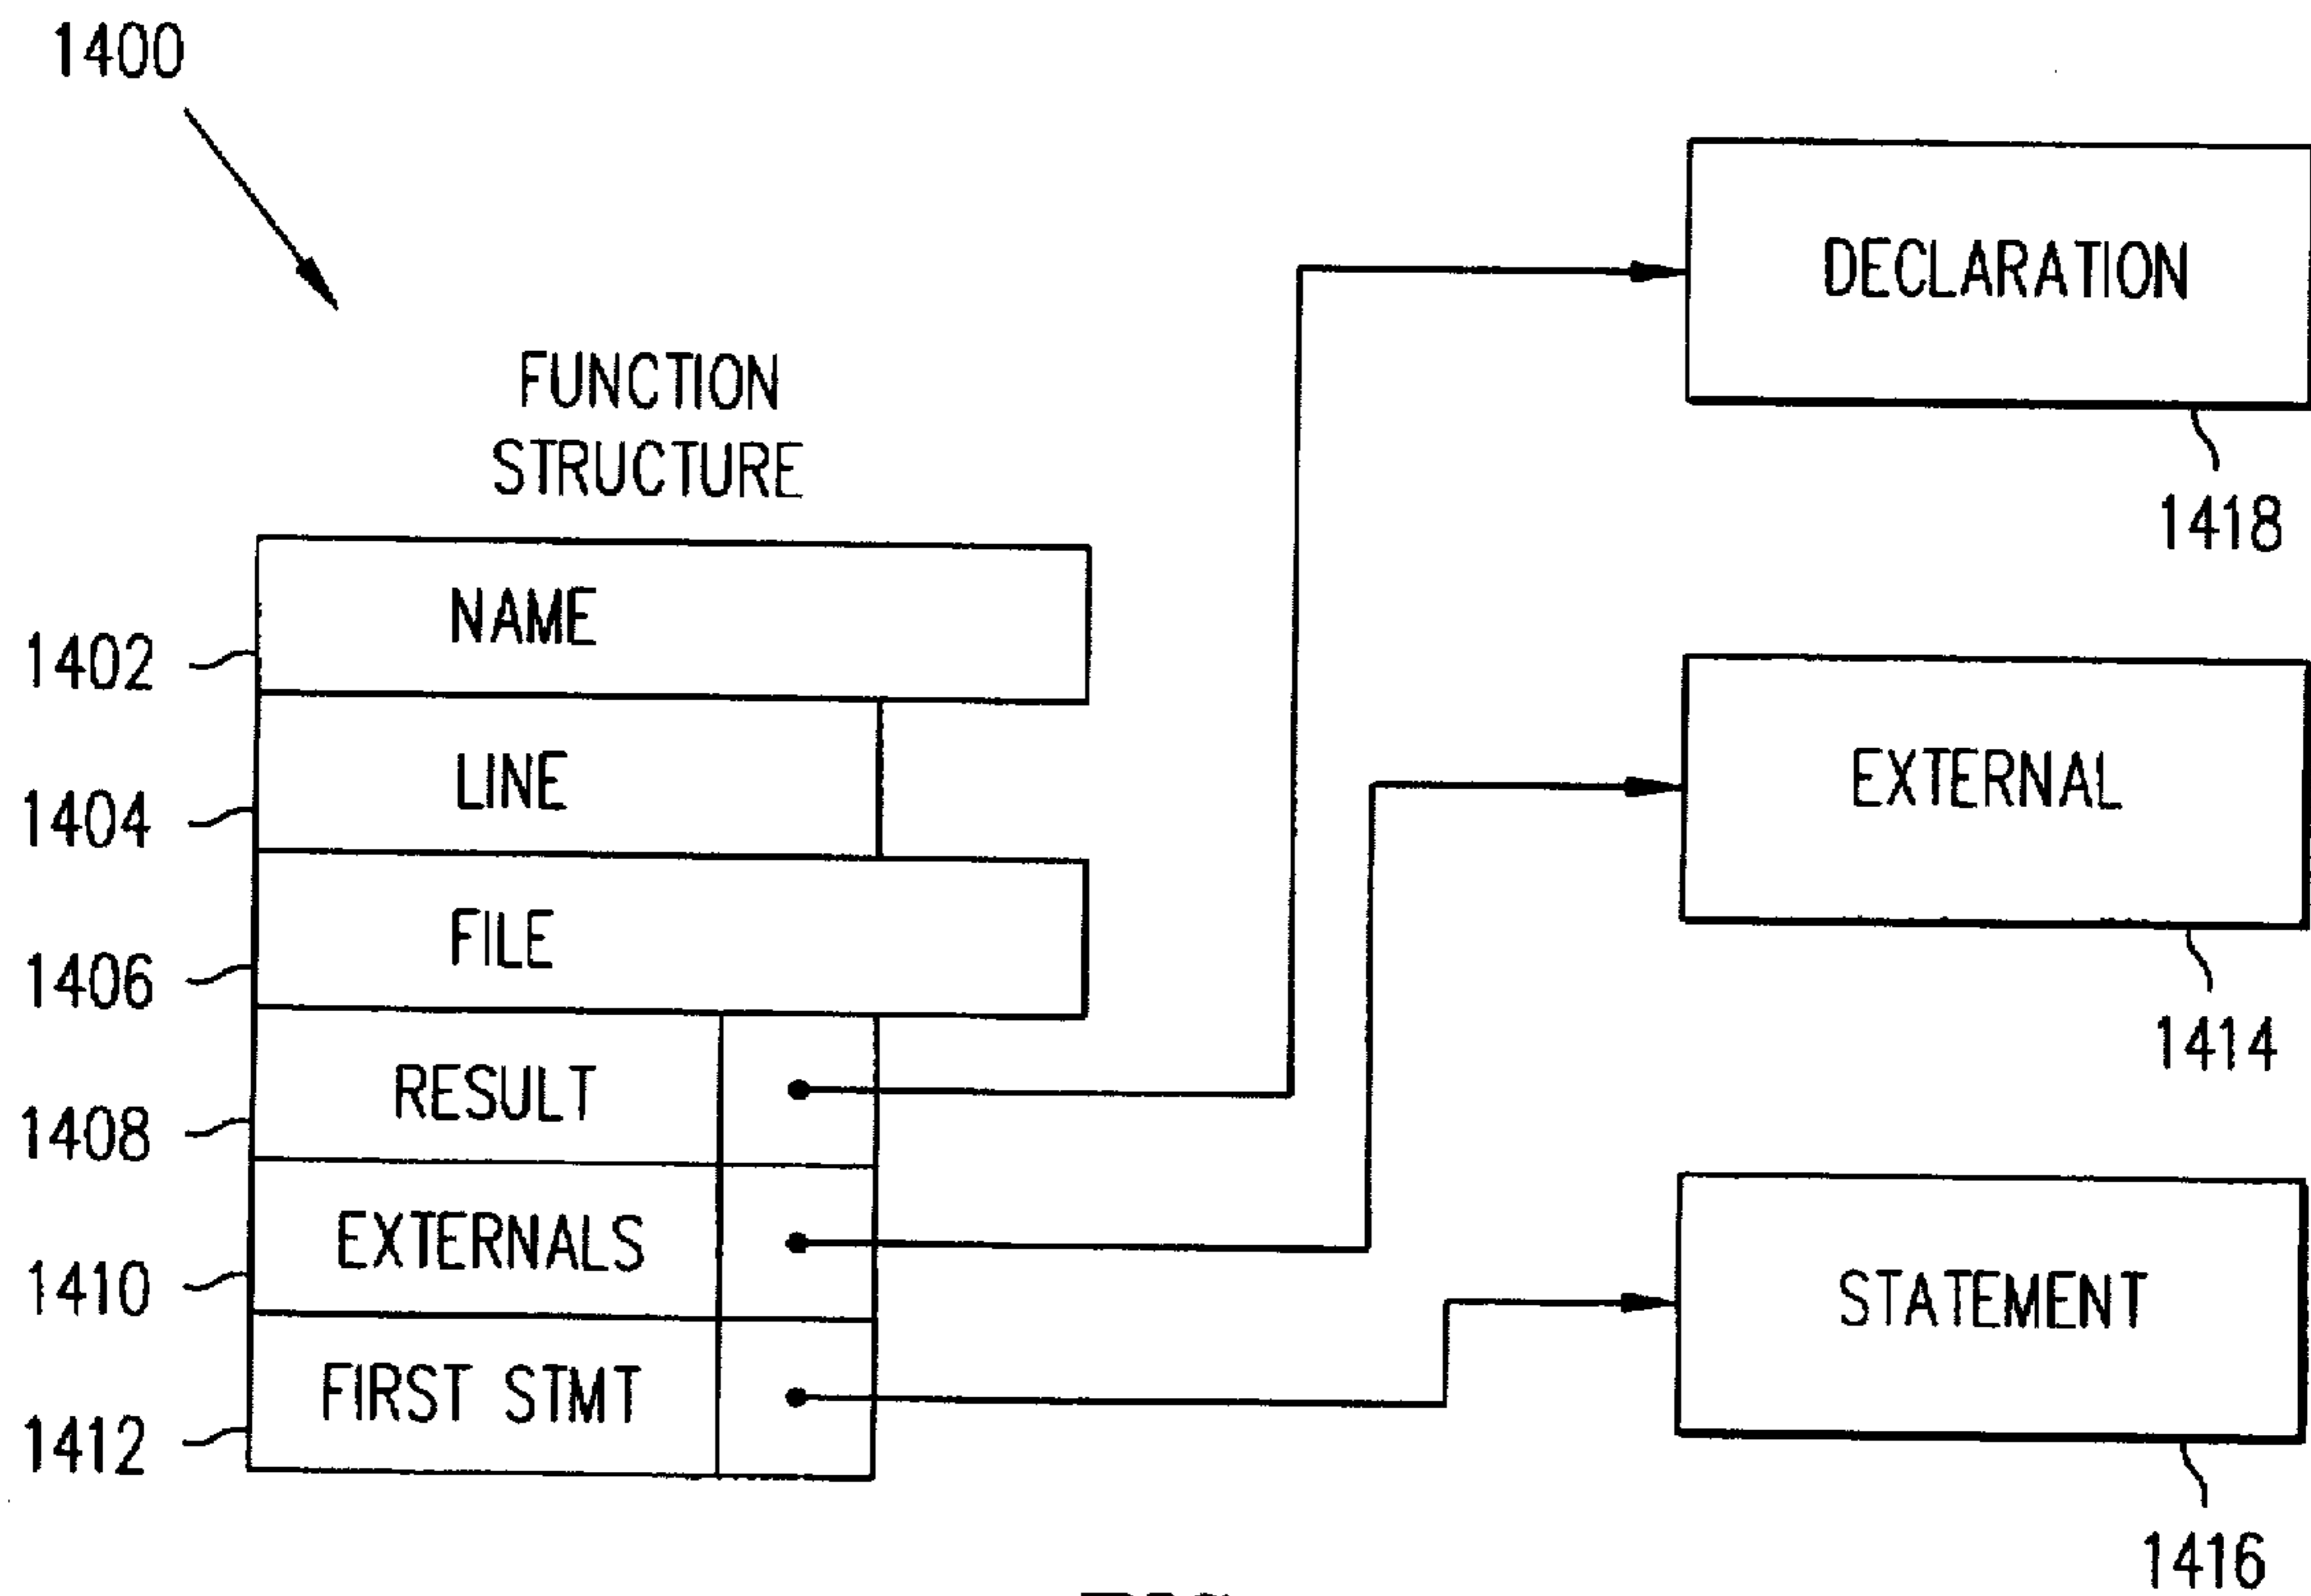 1400
FUNCTION
STRUCTURE
NAME
1402
LINE
1404
FILE
1406
RESULT
1408
EXTERNALS
1410
FIRST STMT
1412
DECLARATION
1418
EXTERNAL
1414
STATEMENT
1416